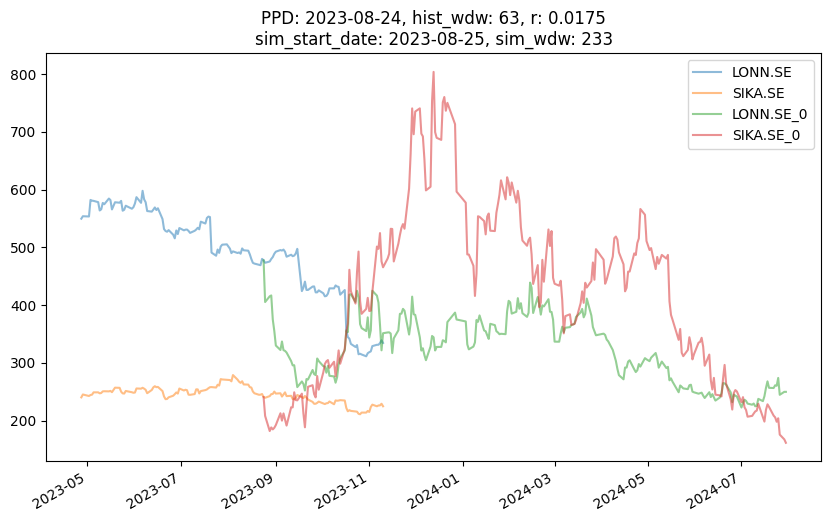 PPD: 2023-08-24, hist_wdw: 63, r: 0.0175
sim_start_date: 2023-08-25, sim_wdw: 233
LONN.SE
SIKA.SE
LONN.SE_0
SIKA.SE_0
800
700
600
500
400
300
200
2023-05
2023-07
2023-09
2023-11
2024-01
2024-03
2024-05
2024-07